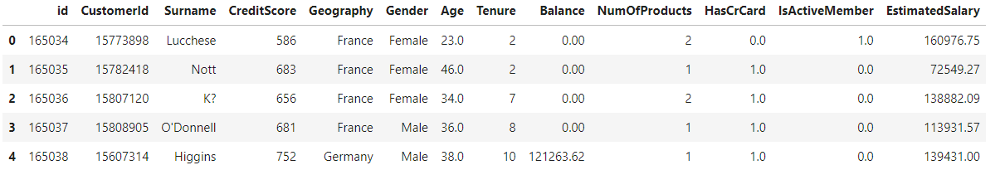 id CustomerId Surname CreditScore Geography Gender Age Tenure Balance NumOfProducts HasCrCard IsActiveMember EstimatedSalary
0 165034 15773898 Lucchese 586 France Female 23.0 2 0.00 2 0.0 1.0 160976.75
1 165035 15782418 Nott 683 France Female 46.0 2 0.00 1 1.0 0.0 72549.27
2 165036 15807120 K? 656 France Female 34.0 7 0.00 2 1.0 0.0 138882.09
3 165037 15808905 O'Donnell 681 France Male 36.0 8 0.00 1 1.0 0.0 113931.57
4 165038 15607314 Higgins 752 Germany Male 38.0 10 121263.62 1 1.0 0.0 139431.00